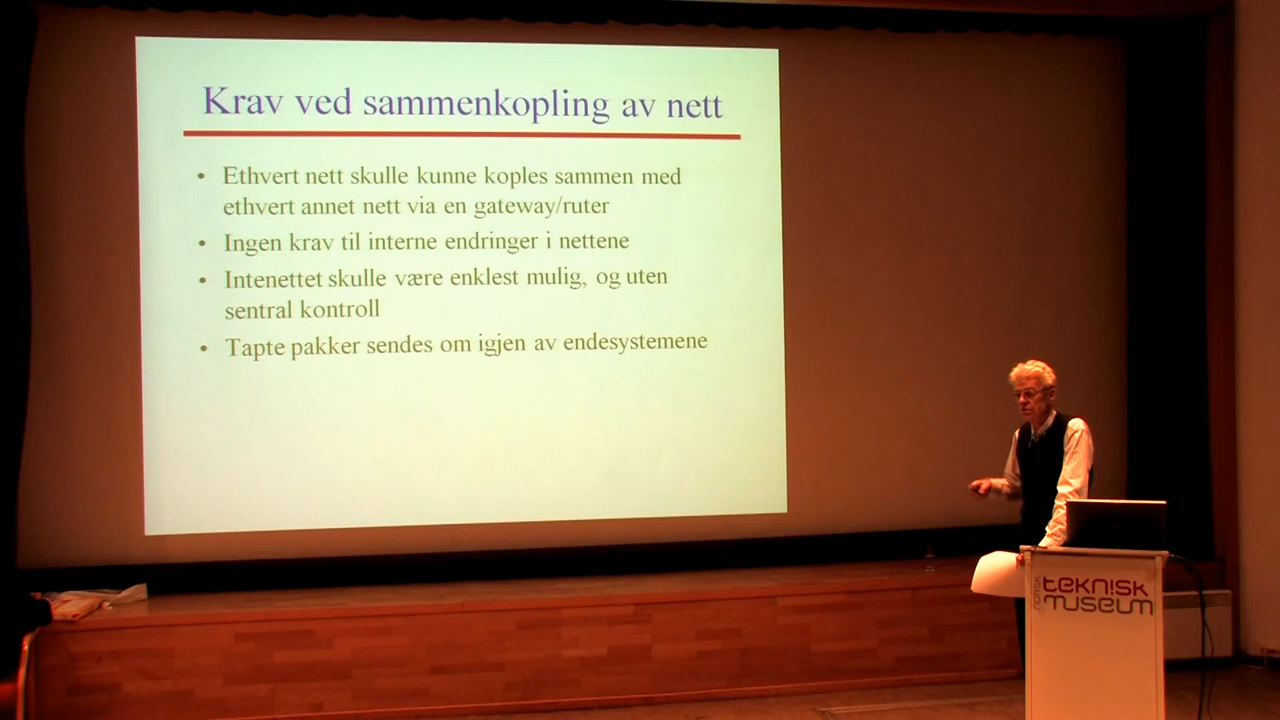 Krav ved sammenkopling av nett
• Ethvert nett skulle kunne koples sammen med
ethvert annet nett via en gateway/ruter
• Ingen krav til interne endringer i nettene
• Intenettet skulle være enklest mulig, og uten
sentral kontroll
• Tapte pakker sendes om igjen av endesystemene
NORSK
teknisk
museum